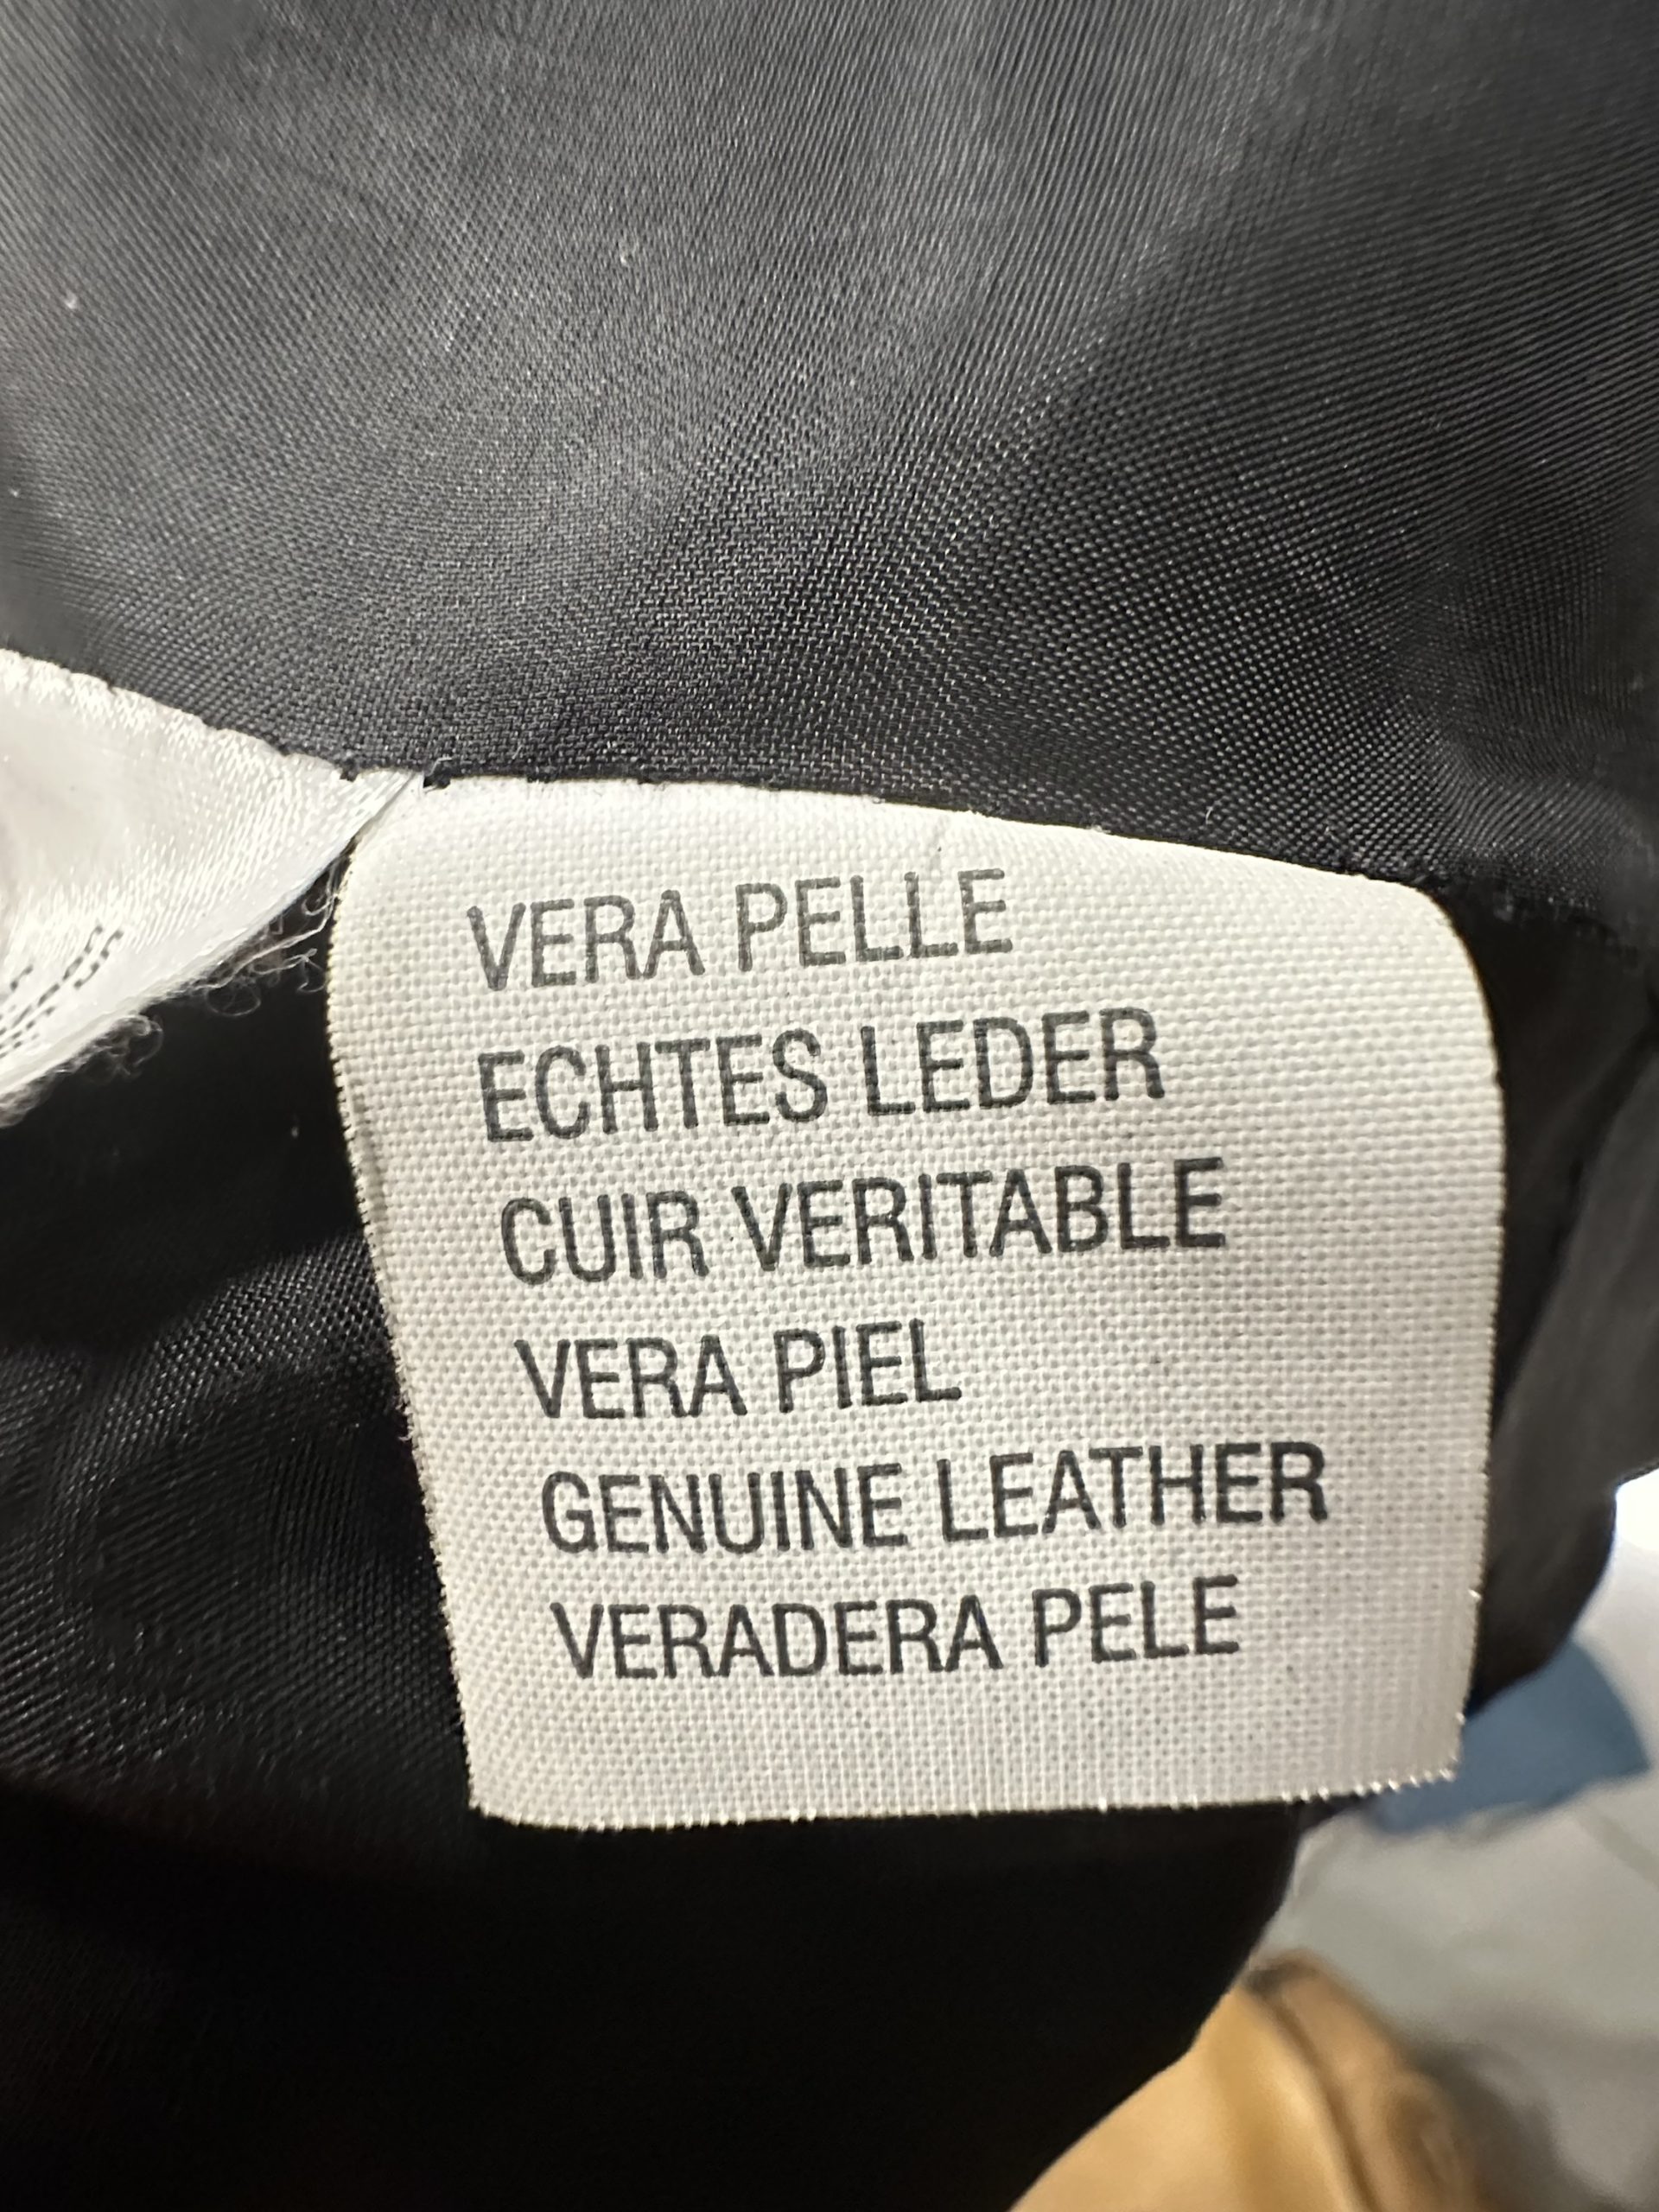 VERA PELLE
ECHTES LEDER
CUIR VERITABLE
VERA PIEL
GENUINE LEATHER
VERADERA PELE